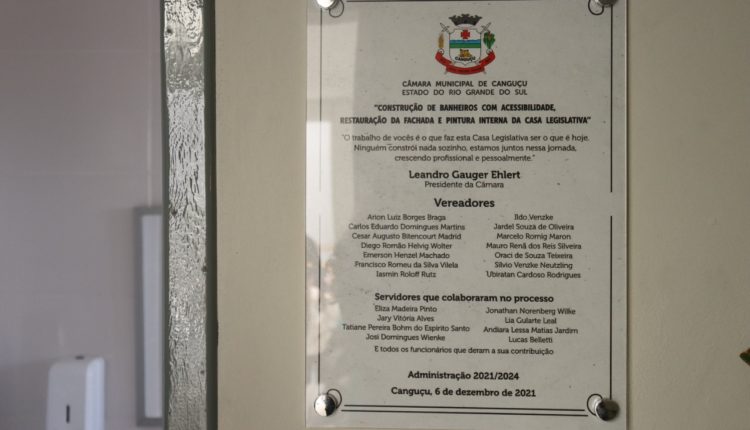 CANGUÇU
CÂMARA MUNICIPAL DE CANGUÇU
ESTADO DO RIO GRANDE DO SUL
"CONSTRUÇÃO DE BANHEIROS COM ACESSIBILIDADE,
RESTAURAÇÃO DA FACHADA E PINTURA INTERNA DA CASA LEGISLATIVA"
"O trabalho de vocês é o que faz esta Casa Legislativa ser o que é hoje.
Ninguém constrói nada sozinho, estamos juntos nessa jornada,
crescendo profissional e pessoalmente."
Leandro Gauger Ehlert
Presidente da Câmara
Vereadores
Arion Luiz Borges Braga
Carlos Eduardo Domingues Martins
Cesar Augusto Bitencourt Madrid
Diego Romão Helvig Wolter
Emerson Henzel Machado
Francisco Romeu da Silva Vilela
Iasmin Roloff Rutz
Ildo Venzke
Jardel Souza de Oliveira
Marcelo Romig Maron
Mauro Renã dos Reis Silveira
Oraci de Souza Teixeira
Silvio Venzke Neutzling
Ubiratan Cardoso Rodrigues
Servidores que colaboraram no processo
Eliza Madeira Pinto
Jary Vitória Alves
Tatiane Pereira Bohm do Espírito Santo
Josi Domingues Wienke
Jonathan Norenberg Wilke
Lia Gularte Leal
Andiara Lessa Matias Jardim
Lucas Belletti
E todos os funcionários que deram a sua contribuição
Administração 2021/2024
Canguçu, 6 de dezembro de 2021